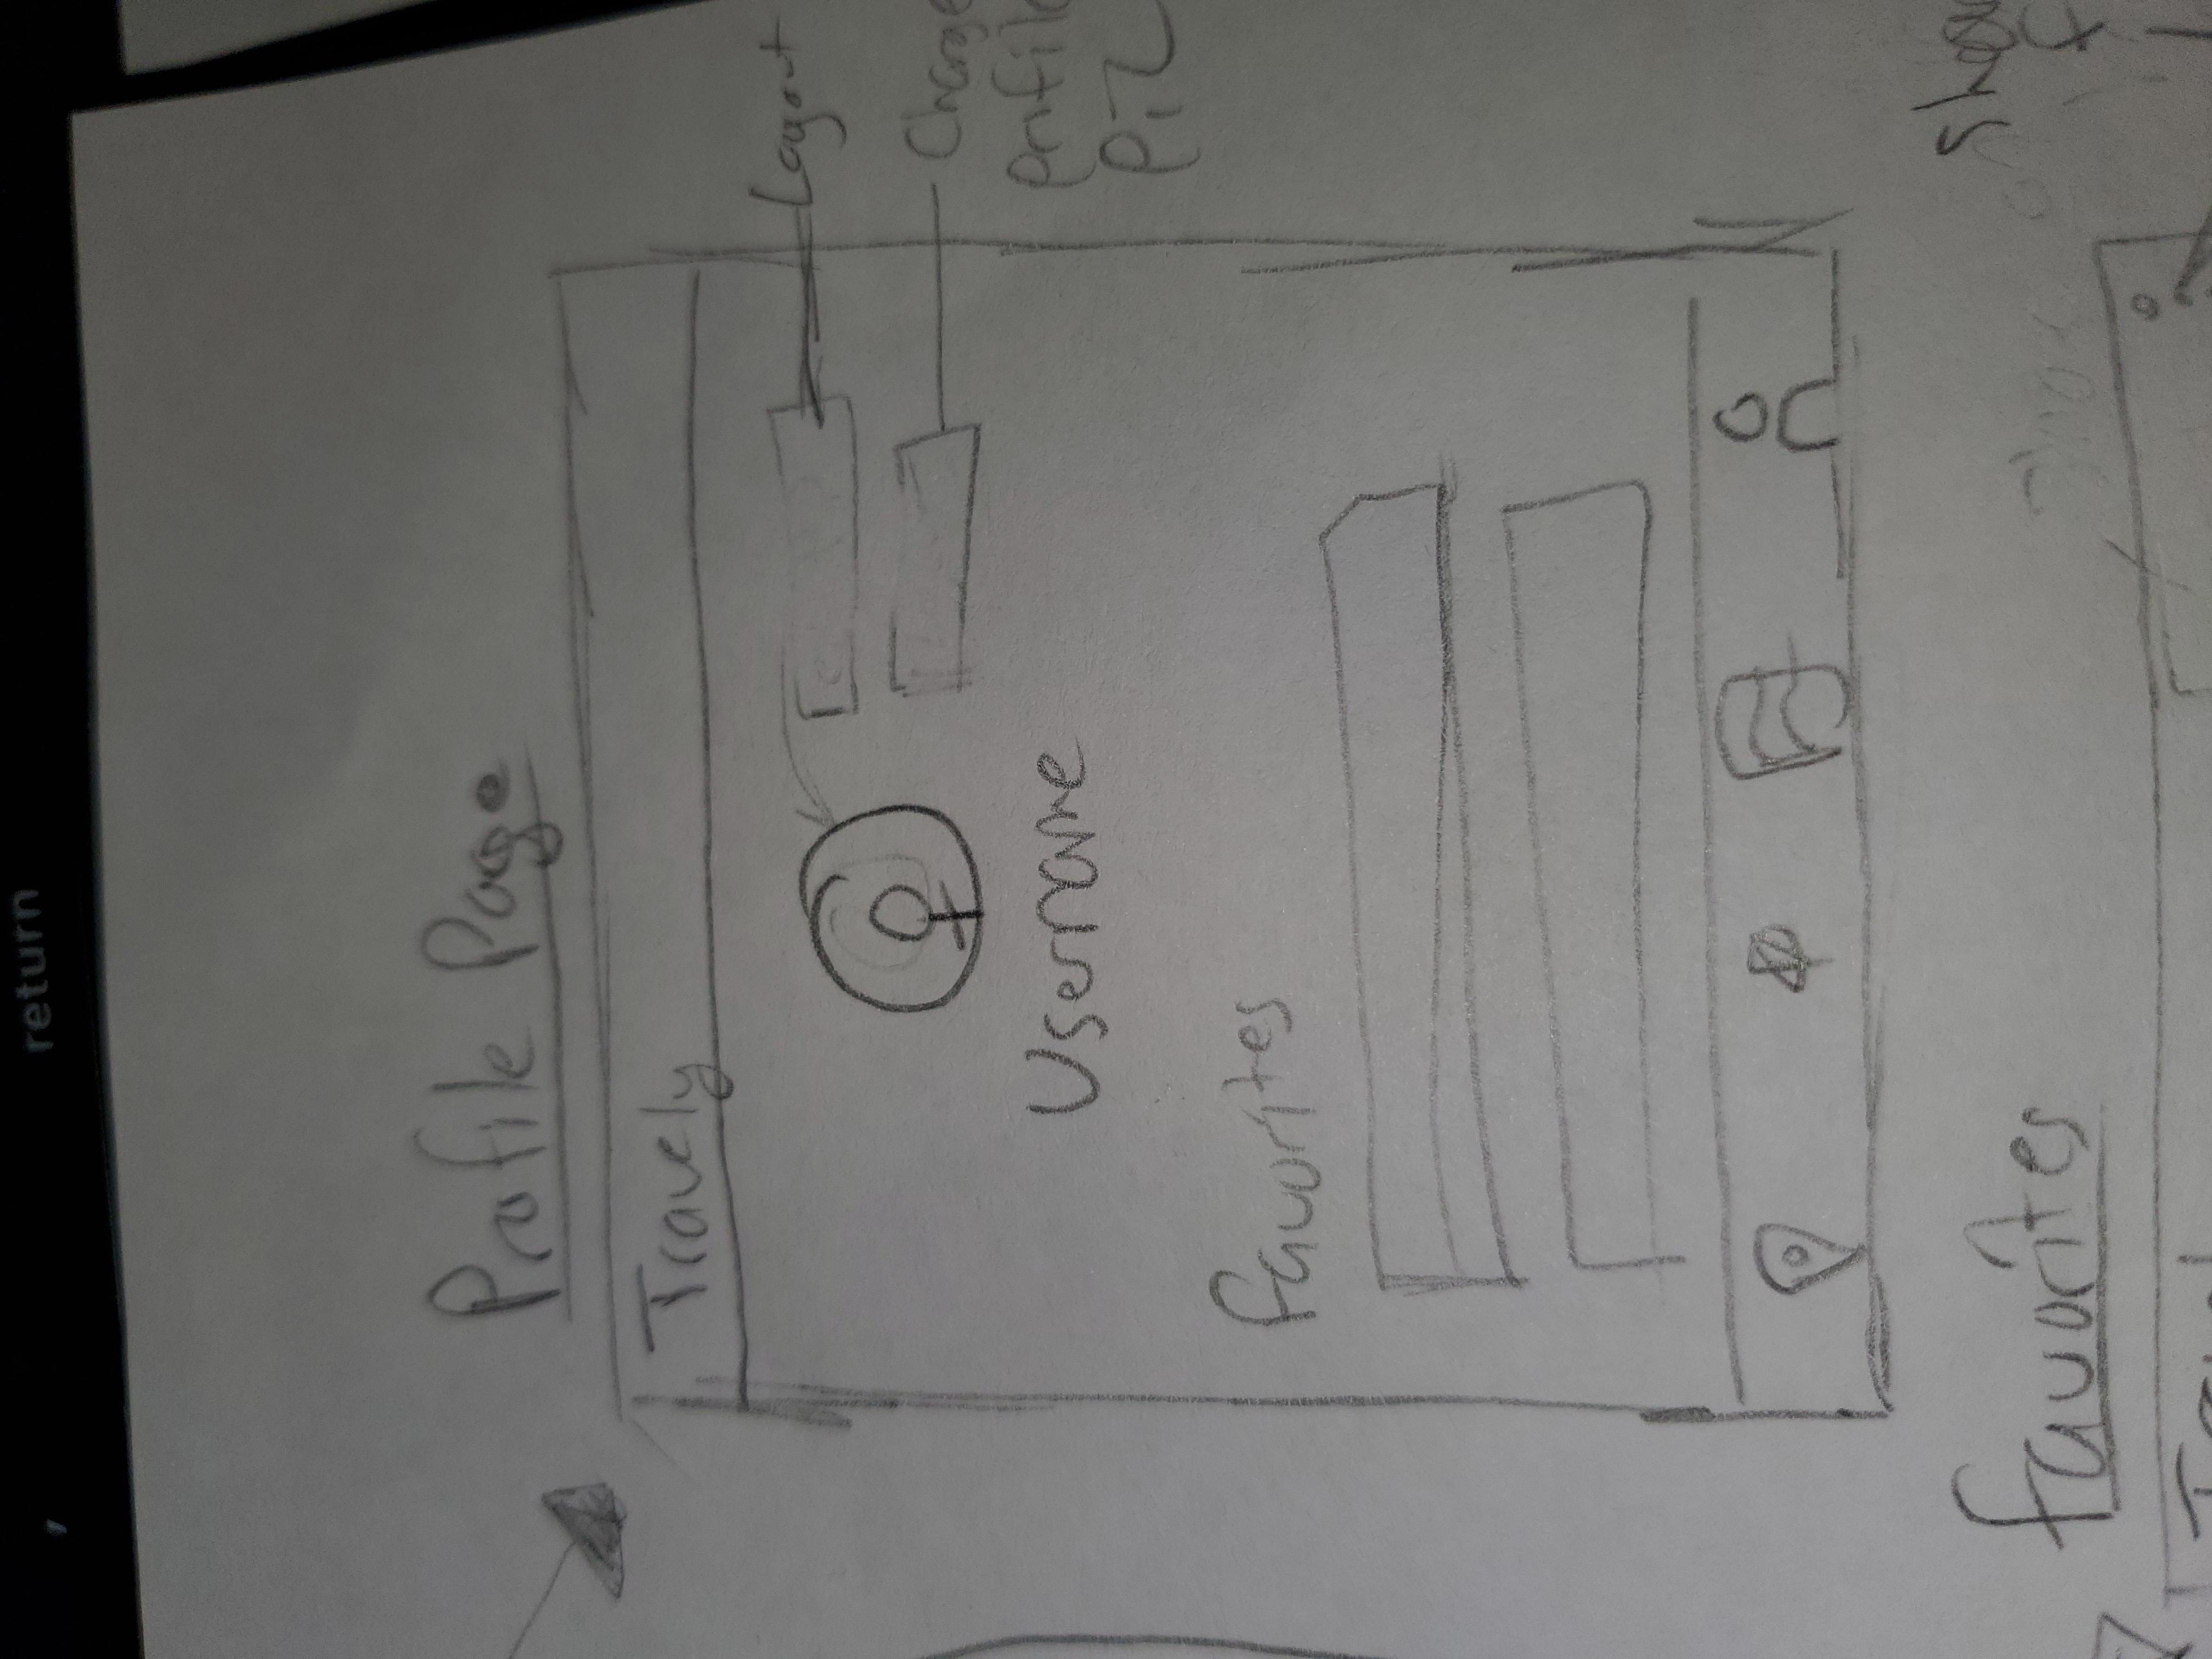 Profile Page
Travely
Logout
Change
Profile
Username
favorites
favorites
return
,